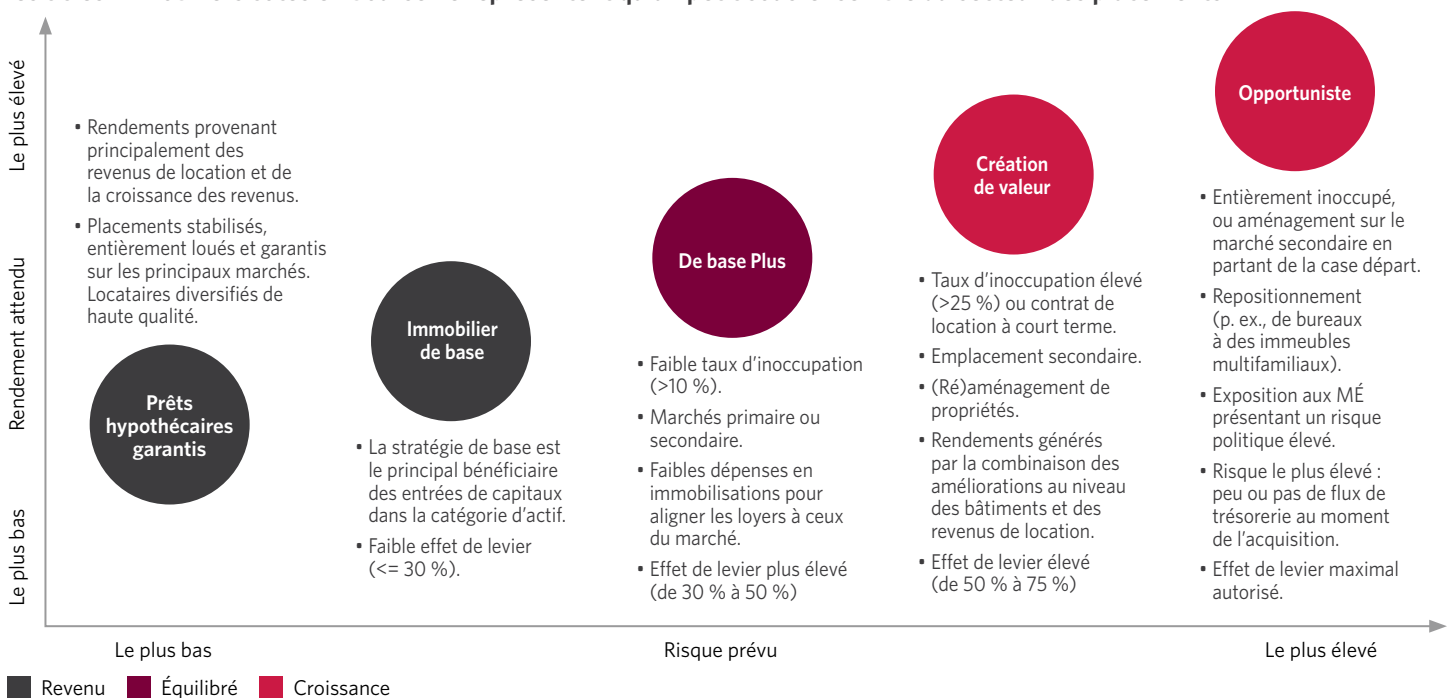 Le plus élevé
Rendement attendu
Le plus bas
• Rendements provenant
principalement des
revenus de location et de
la croissance des revenus.
• Placements stabilisés,
entièrement loués et garantis
sur les principaux marchés.
Locataires diversifiés de
haute qualité.
Prêts
hypothécaires
garantis
Immobilier
de base
• La stratégie de base est
le principal bénéficiaire
des entrées de capitaux
dans la catégorie d'actif.
• Faible effet de levier
(<= 30 %).
De base Plus
• Faible taux d'inoccupation
(>10 %).
• Marchés primaire ou
secondaire.
• Faibles dépenses en
immobilisations pour
aligner les loyers à ceux
du marché.
• Effet de levier plus élevé
(de 30 % à 50 %)
Création
de valeur
• Taux d'inoccupation élevé
(>25 %) ou contrat de
location à court terme.
• Emplacement secondaire.
• (Ré)aménagement de
propriétés.
• Rendements générés
par la combinaison des
améliorations au niveau
des bâtiments et des
revenus de location.
• Effet de levier élevé
(de 50 % à 75 %)
Opportuniste
• Entièrement inoccupé,
ou aménagement sur le
marché secondaire en
partant de la case départ.
• Repositionnement
(p. ex., de bureaux
à des immeubles
multifamiliaux).
• Exposition aux MÉ
présentant un risque
politique élevé.
• Risque le plus élevé :
peu ou pas de flux de
trésorerie au moment
de l'acquisition.
• Effet de levier maximal
autorisé.
Le plus bas
Risque prévu
Le plus élevé
Revenu
Équilibré
Croissance